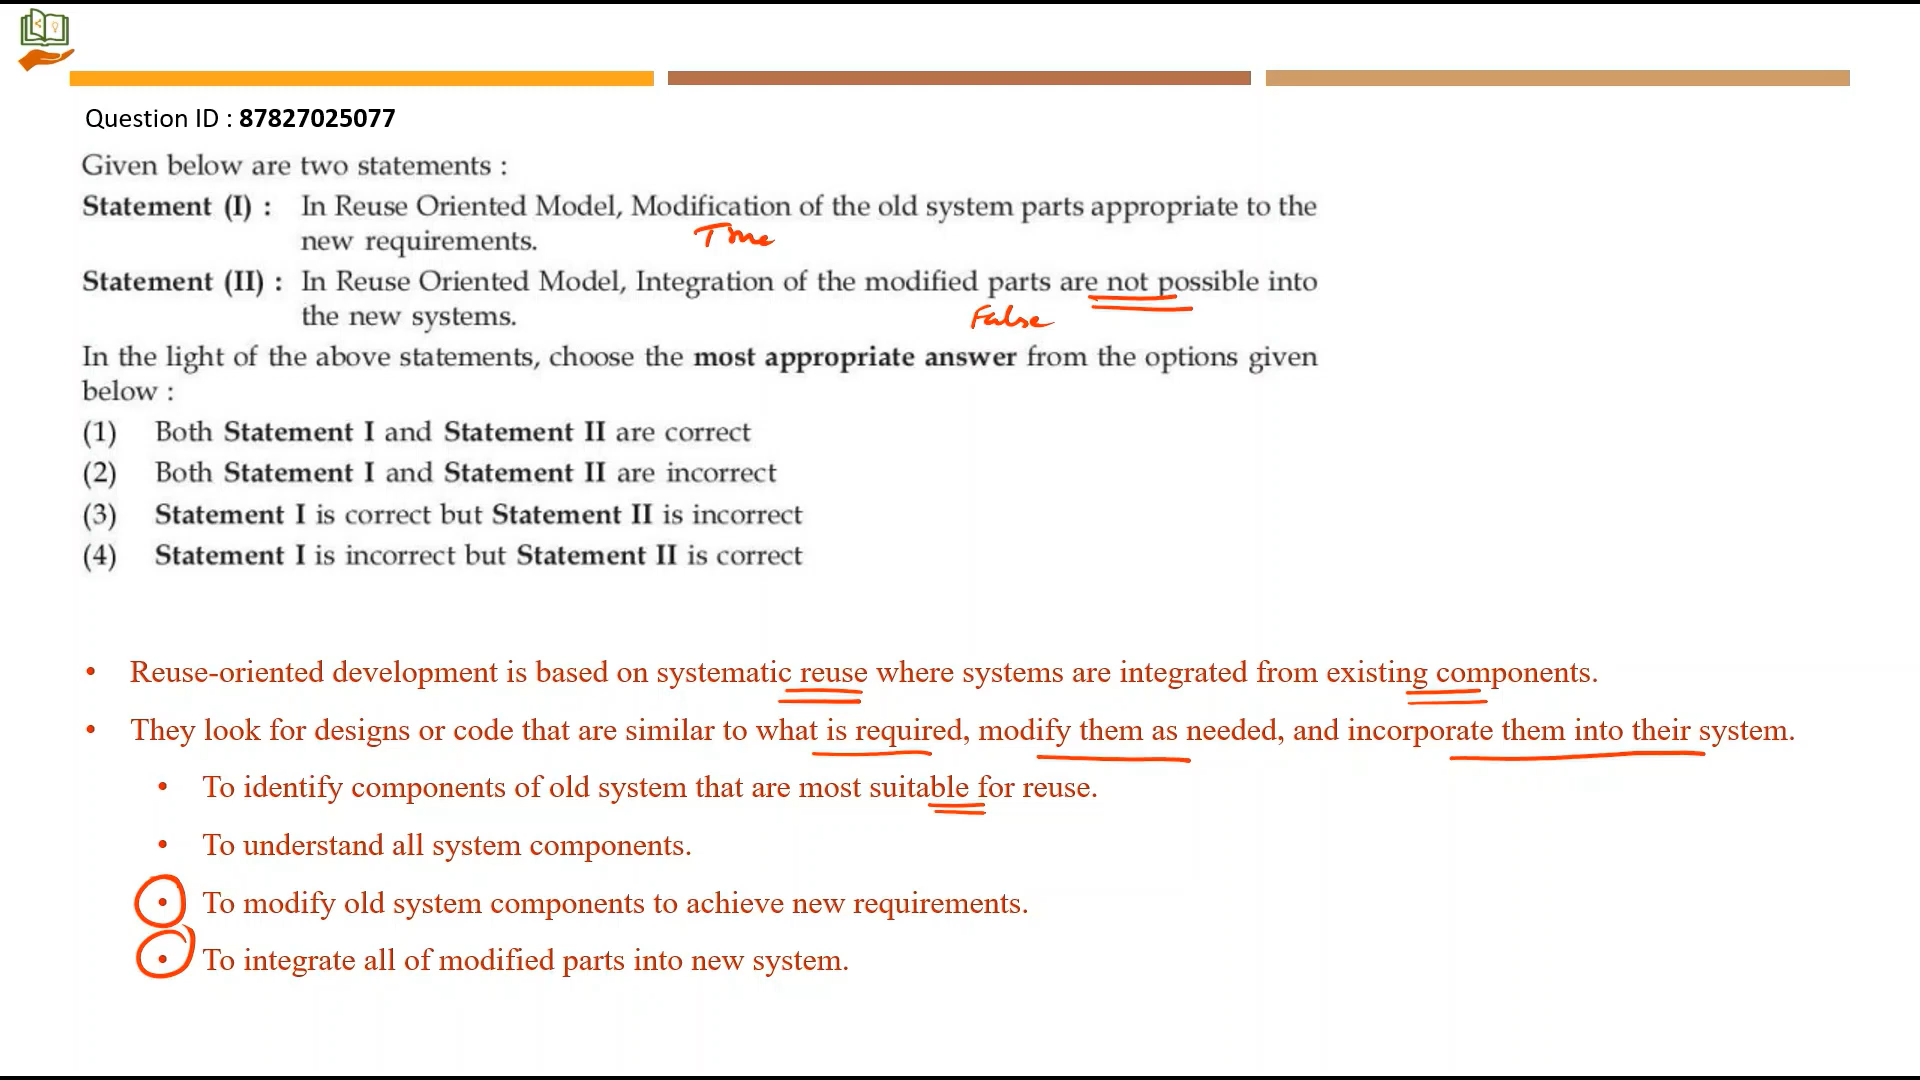 Question ID : 87827025077
Given below are two statements :
Statement (I) : In Reuse Oriented Model, Modification of the old system parts appropriate to the
new requirements.
True
Statement (II) : In Reuse Oriented Model, Integration of the modified parts are not possible into
the new systems.
False
In the light of the above statements, choose the most appropriate answer from the options given
below :
(1) Both Statement I and Statement II are correct
(2) Both Statement I and Statement II are incorrect
(3) Statement I is correct but Statement II is incorrect
(4) Statement I is incorrect but Statement II is correct
• Reuse-oriented development is based on systematic reuse where systems are integrated from existing components.
• They look for designs or code that are similar to what is required, modify them as needed, and incorporate them into their system.
• To identify components of old system that are most suitable for reuse.
• To understand all system components.
• To modify old system components to achieve new requirements.
• To integrate all of modified parts into new system.